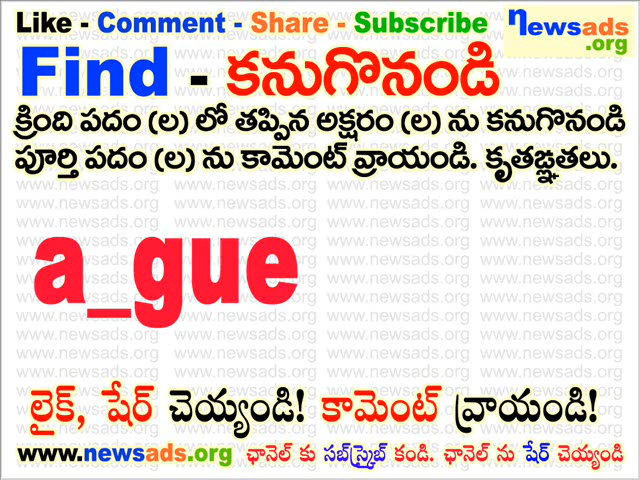 Like - Comment - Share - Subscribe
newsads
.org
Find - కనుగొనండి
క్రింది పదం (ల) లో తప్పిన అక్షరం (ల) ను కనుగొనండి
పూర్తి పదం (ల) ను కామెంట్ వ్రాయండి. కృతఙ్ఞతలు.
a_gue
లైక్, షేర్ చెయ్యండి! కామెంట్ వ్రాయండి!
www.newsads.org ఛానెల్ కు సబ్‌స్క్రైబ్ కండి. ఛానెల్ ను షేర్ చెయ్యండి